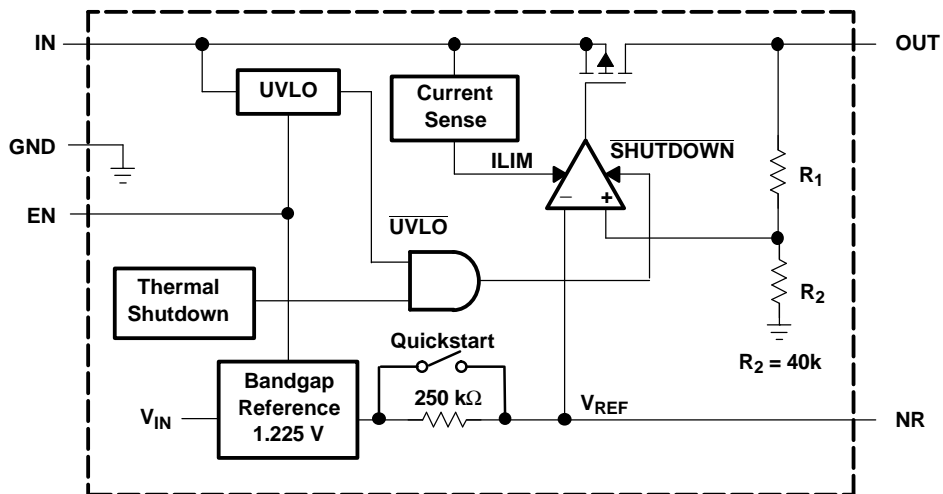 IN
OUT
UVLO
Current
Sense
GND
ILIM
SHUTDOWN
R1
EN
UVLO
Thermal
Shutdown
R2
Quickstart
R2 = 40k
Bandgap
Reference
1.225 V
250 kΩ
VIN
VREF
NR
− +